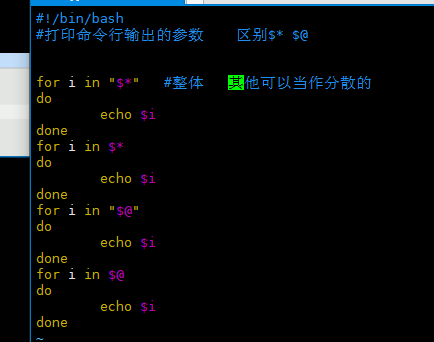 #!/bin/bash
#打印命令行输出的参数    区别$* $@
for i in "$*"   #整体   其他可以当作分散的
do
        echo $i
done
for i in $*
do
        echo $i
done
for i in "$@"
do
        echo $i
done
for i in $@
do
        echo $i
done
~